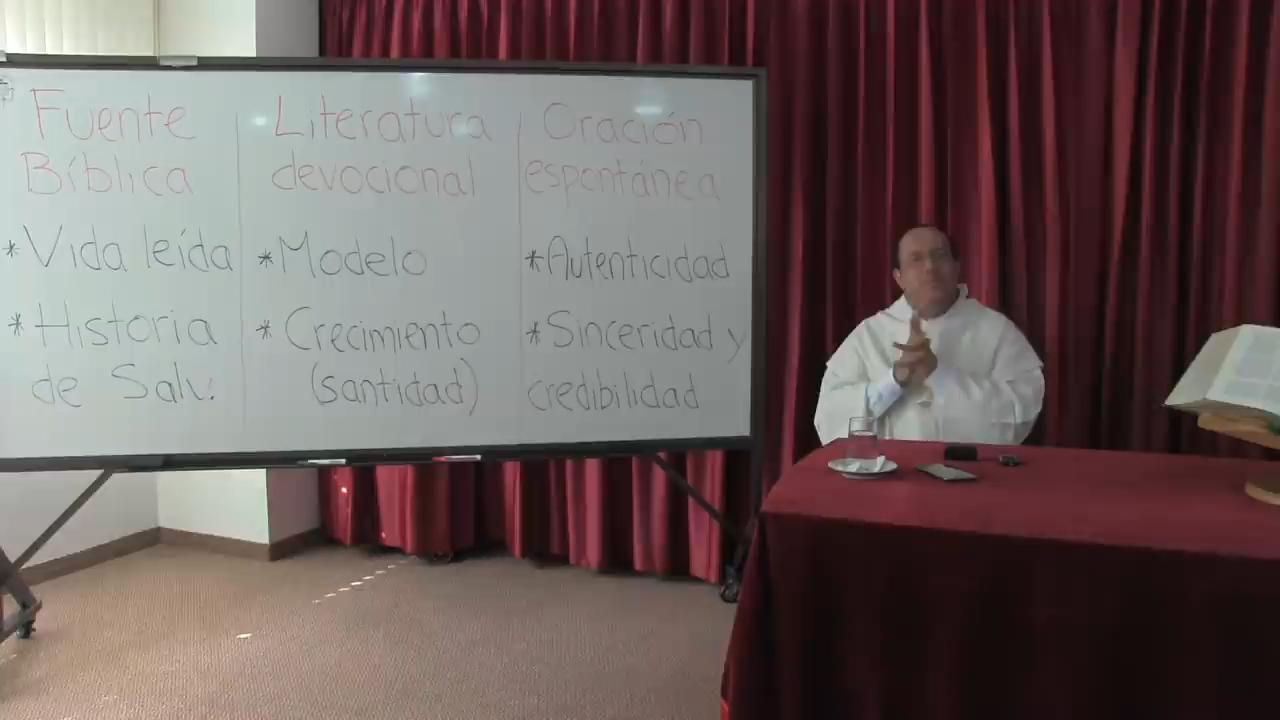 Fuente
Bíblica
*Vida leída
*Historia
de Salv.
Literatura
devocional
*Modelo
*Crecimiento
(santidad)
Oración
espontánea
*Autenticidad
*Sinceridad y
credibilidad